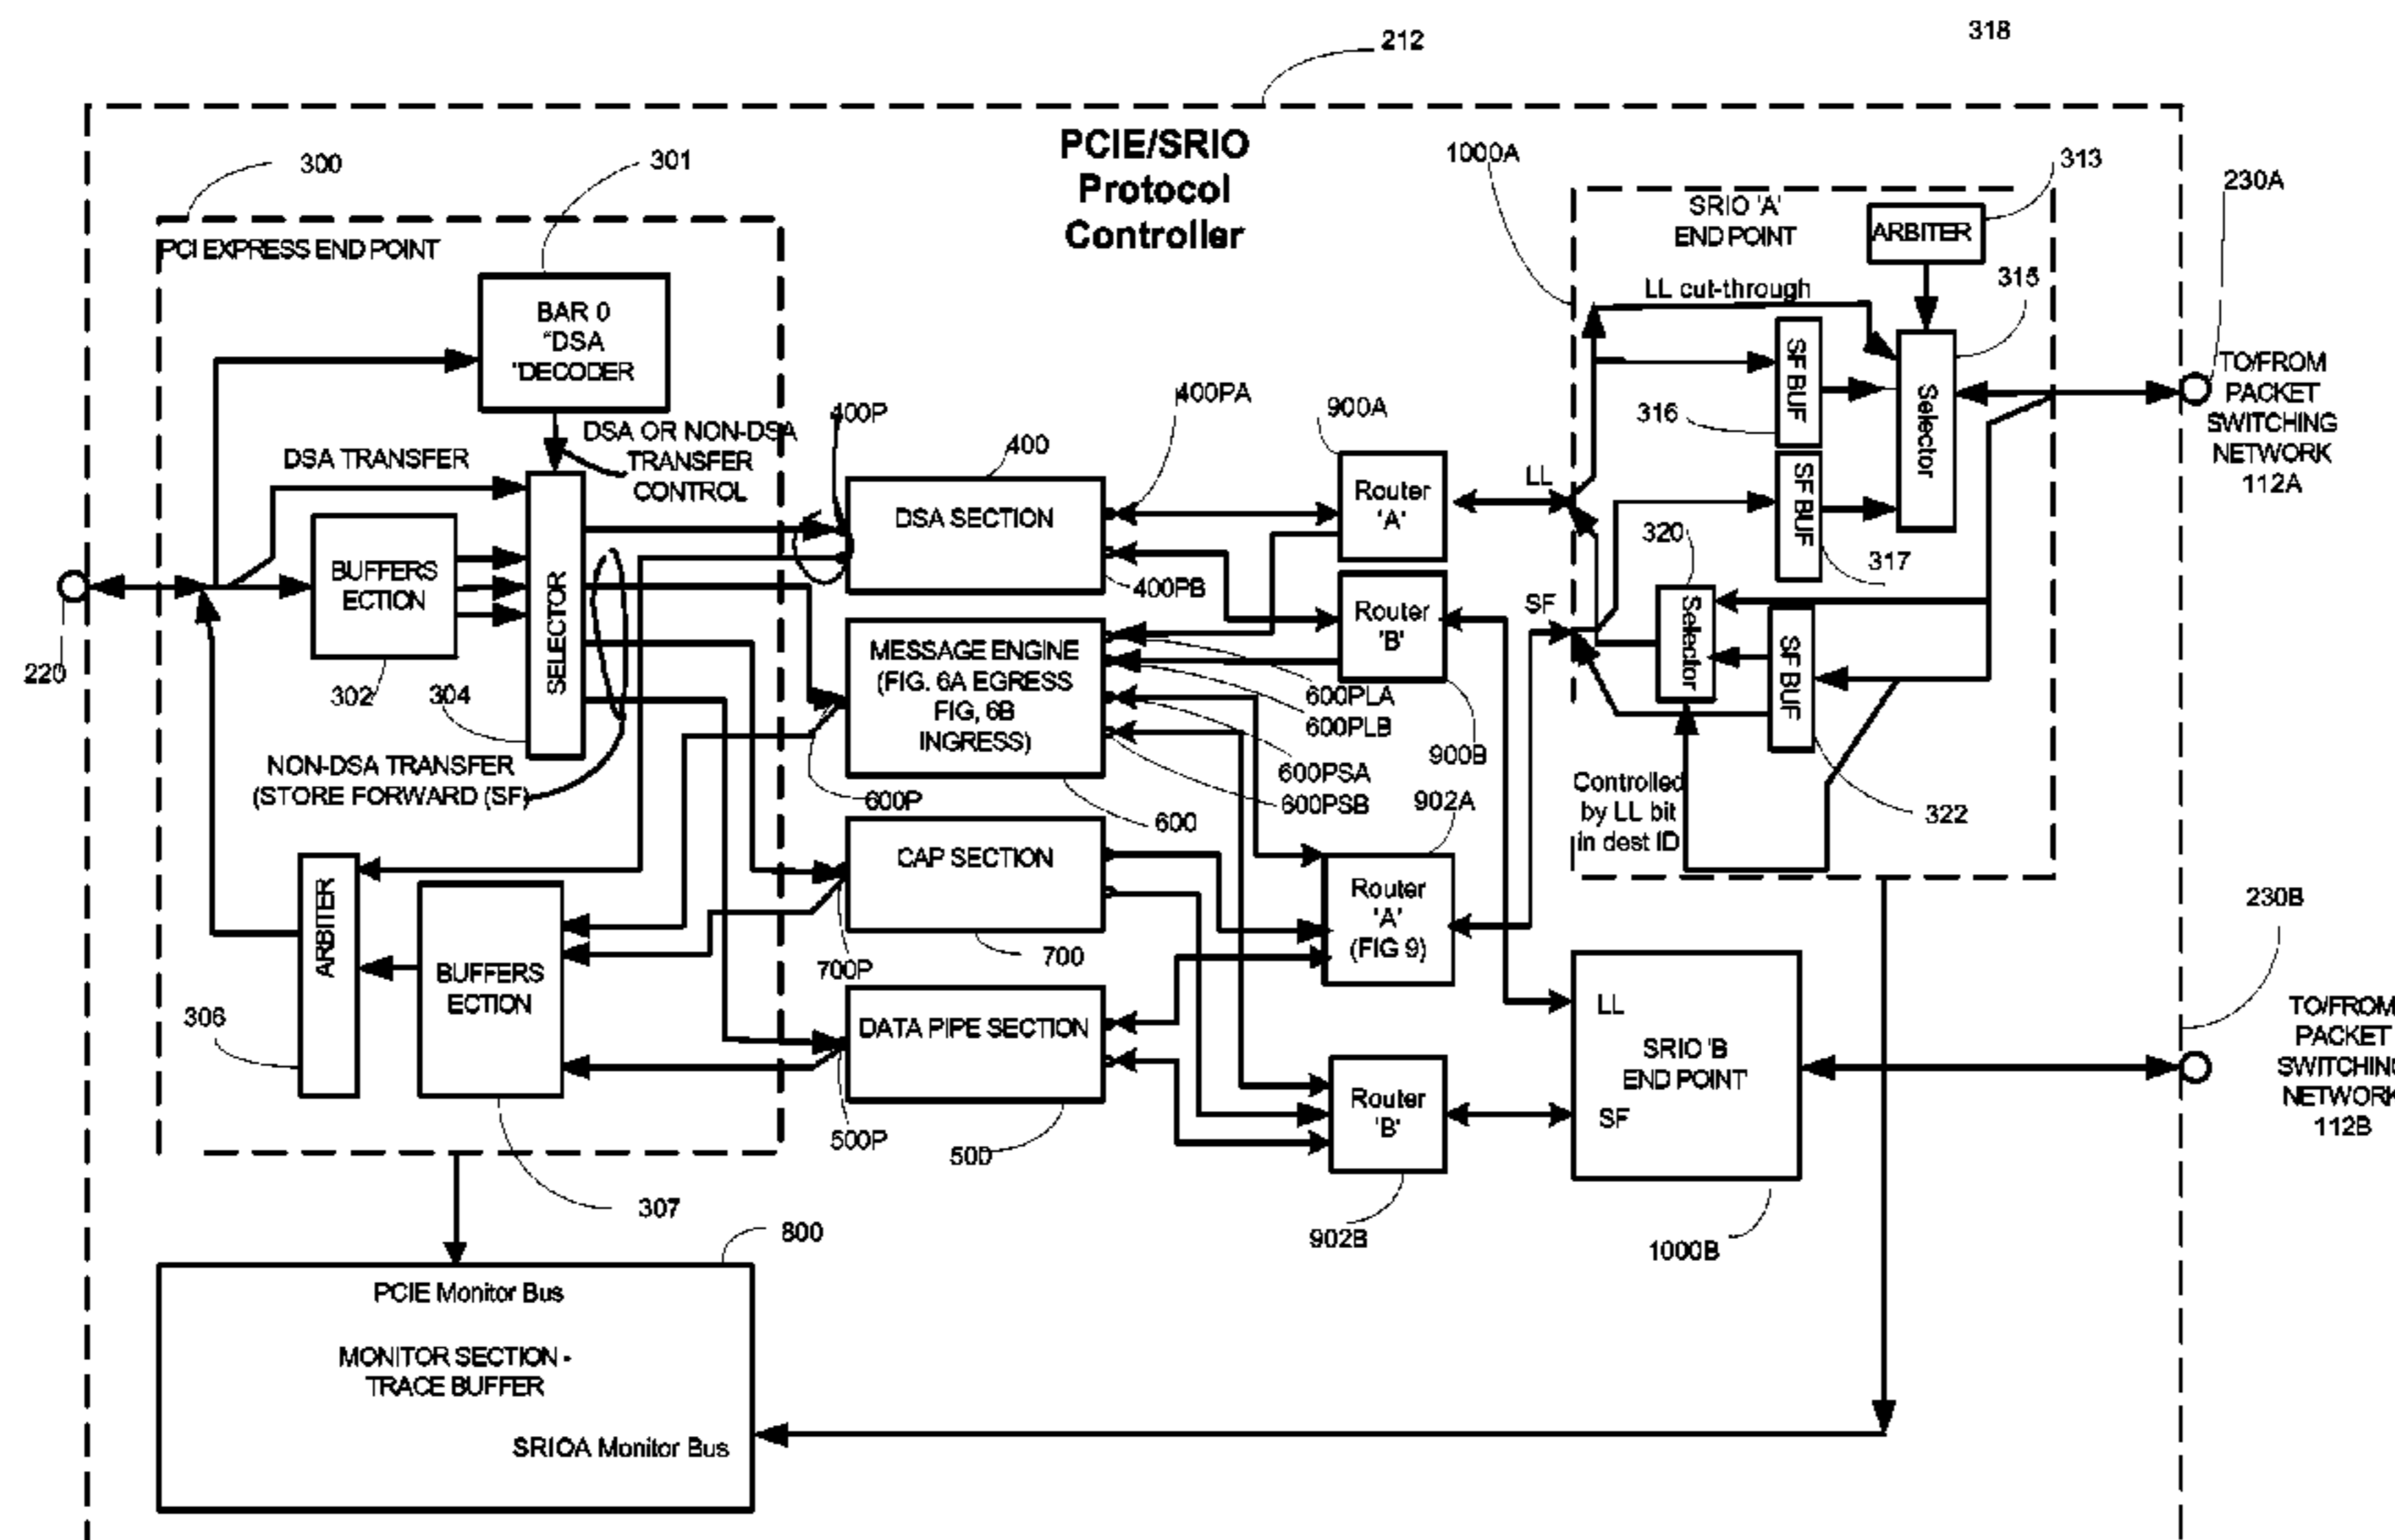 212
318
PCIE/SRIO
Protocol
Controller
300
301
1000A
313
230A
PCI EXPRESS END POINT
SRIO 'A'
END POINT
ARBITER
BAR 0
"DSA
'DECODER
LL cut-through
315
SF BUF
Selector
316
TO/FROM
PACKET
SWITCHING
NETWORK
112A
400P
400PA
900A
DSA TRANSFER
DSA OR NON-DSA
TRANSFER
CONTROL
400
DSA SECTION
Router
'A'
LL
SF BUF
317
320
BUFFERS
ECTION
SELECTOR
400PB
Router
'B'
SF
Selector
SF BUF
220
302
304
MESSAGE ENGINE
(FIG. 6A EGRESS
FIG, 6B
INGRESS)
600PLA
600PLB
900B
600PSA
600PSB
902A
NON-DSA TRANSFER
(STORE FORWARD (SF)
600P
600
Controlled
by LL bit
in dest ID
322
ARBITER
CAP SECTION
Router
'A'
(FIG 9)
230B
BUFFERS
ECTION
700P
700
306
DATA PIPE SECTION
LL
SRIO 'B
END POINT
SF
TO/FROM
PACKET
SWITCHING
NETWORK
112B
Router
'B'
500P
500
307
902B
1000B
800
PCIE Monitor Bus
MONITOR SECTION -
TRACE BUFFER
SRIOA Monitor Bus